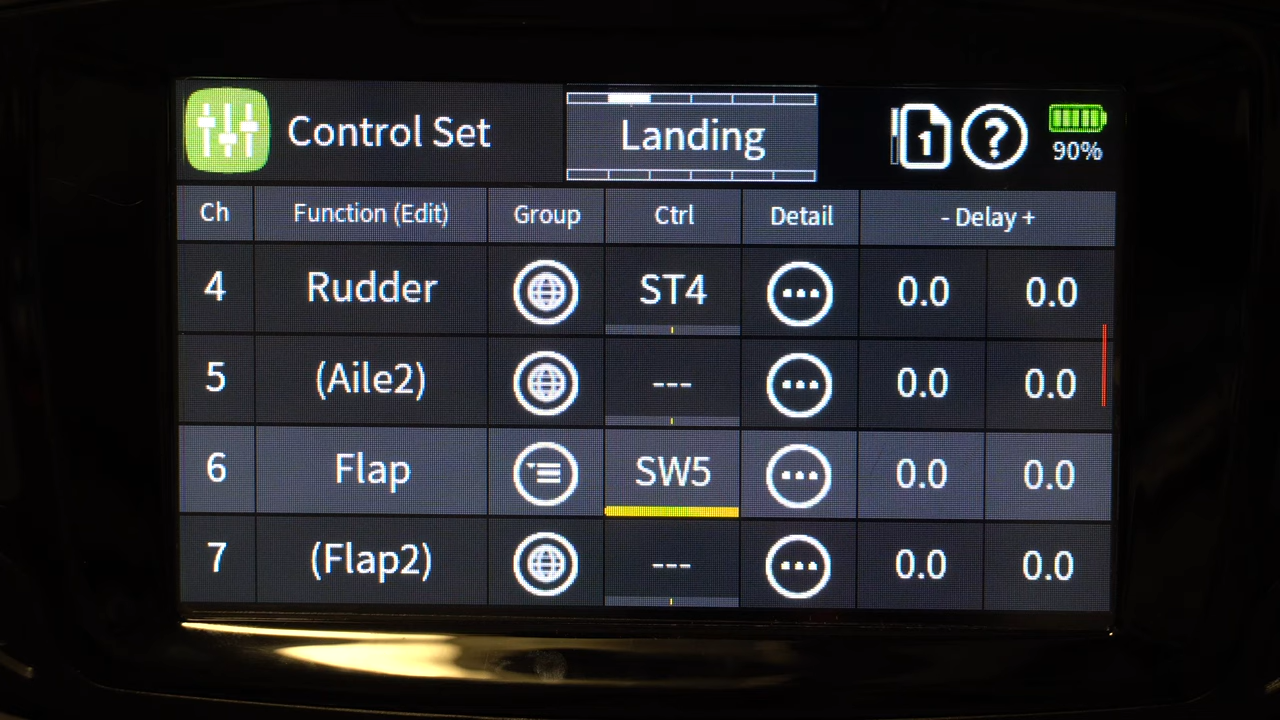 Control Set
Landing
1
?
90%
Ch Function (Edit) Group Ctrl Detail - Delay +
4 Rudder ST4 0.0 0.0
5 (Aile2) --- 0.0 0.0
6 Flap SW5 0.0 0.0
7 (Flap2) --- 0.0 0.0